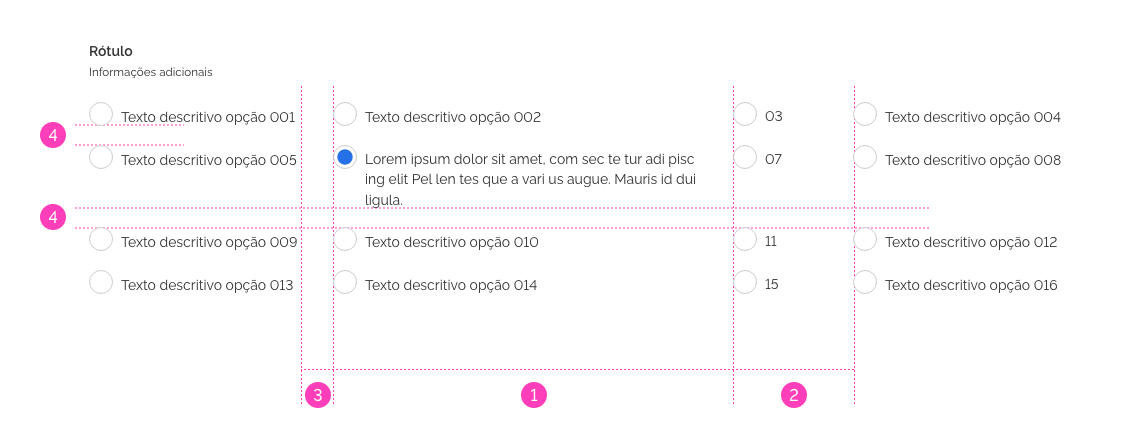 Rótulo
Informações adicionais
Texto descritivo opção 001
Texto descritivo opção 002
03
Texto descritivo opção 004
4
Texto descritivo opção 005
Lorem ipsum dolor sit amet, com sec te tur adi pisc
ing elit Pel len tes que a vari us augue. Mauris id dui
ligula.
07
Texto descritivo opção 008
4
Texto descritivo opção 009
Texto descritivo opção 010
11
Texto descritivo opção 012
Texto descritivo opção 013
Texto descritivo opção 014
15
Texto descritivo opção 016
3
1
2